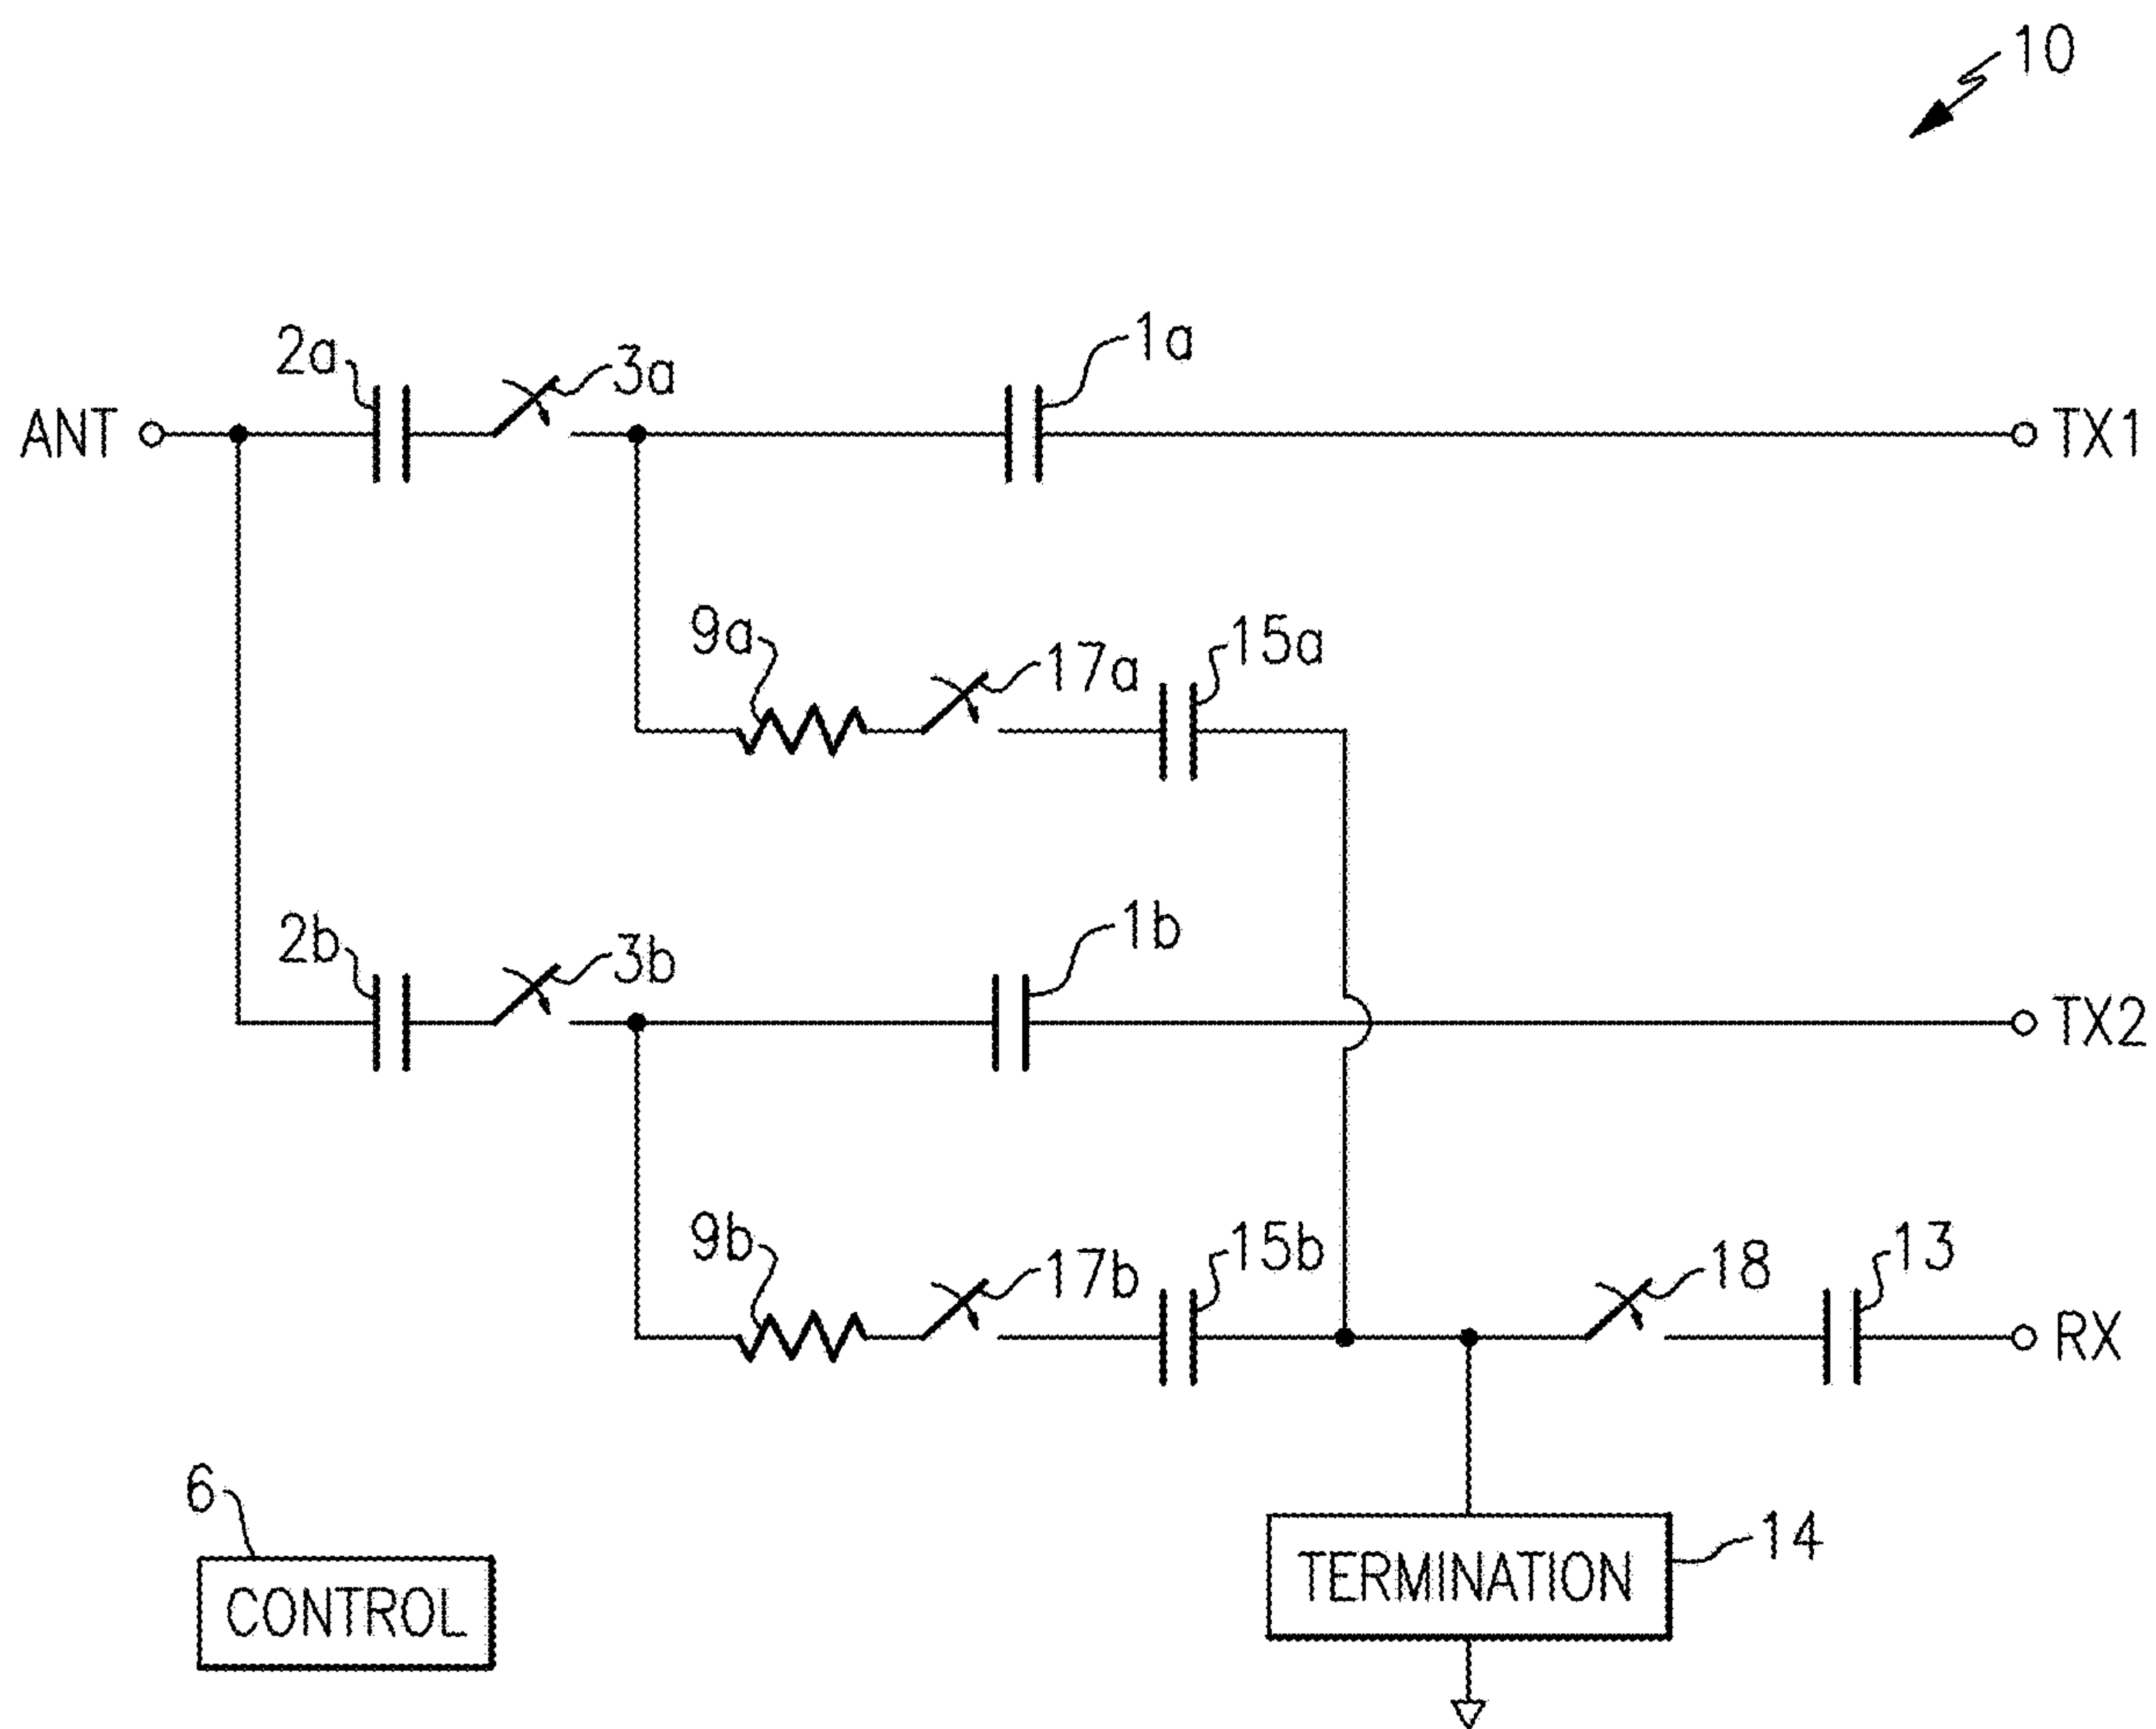 10
2a
3a
1a
ANT
TX1
9a
17a
15a
2b
3b
1b
TX2
9b
17b
15b
18
13
RX
6
CONTROL
TERMINATION
14